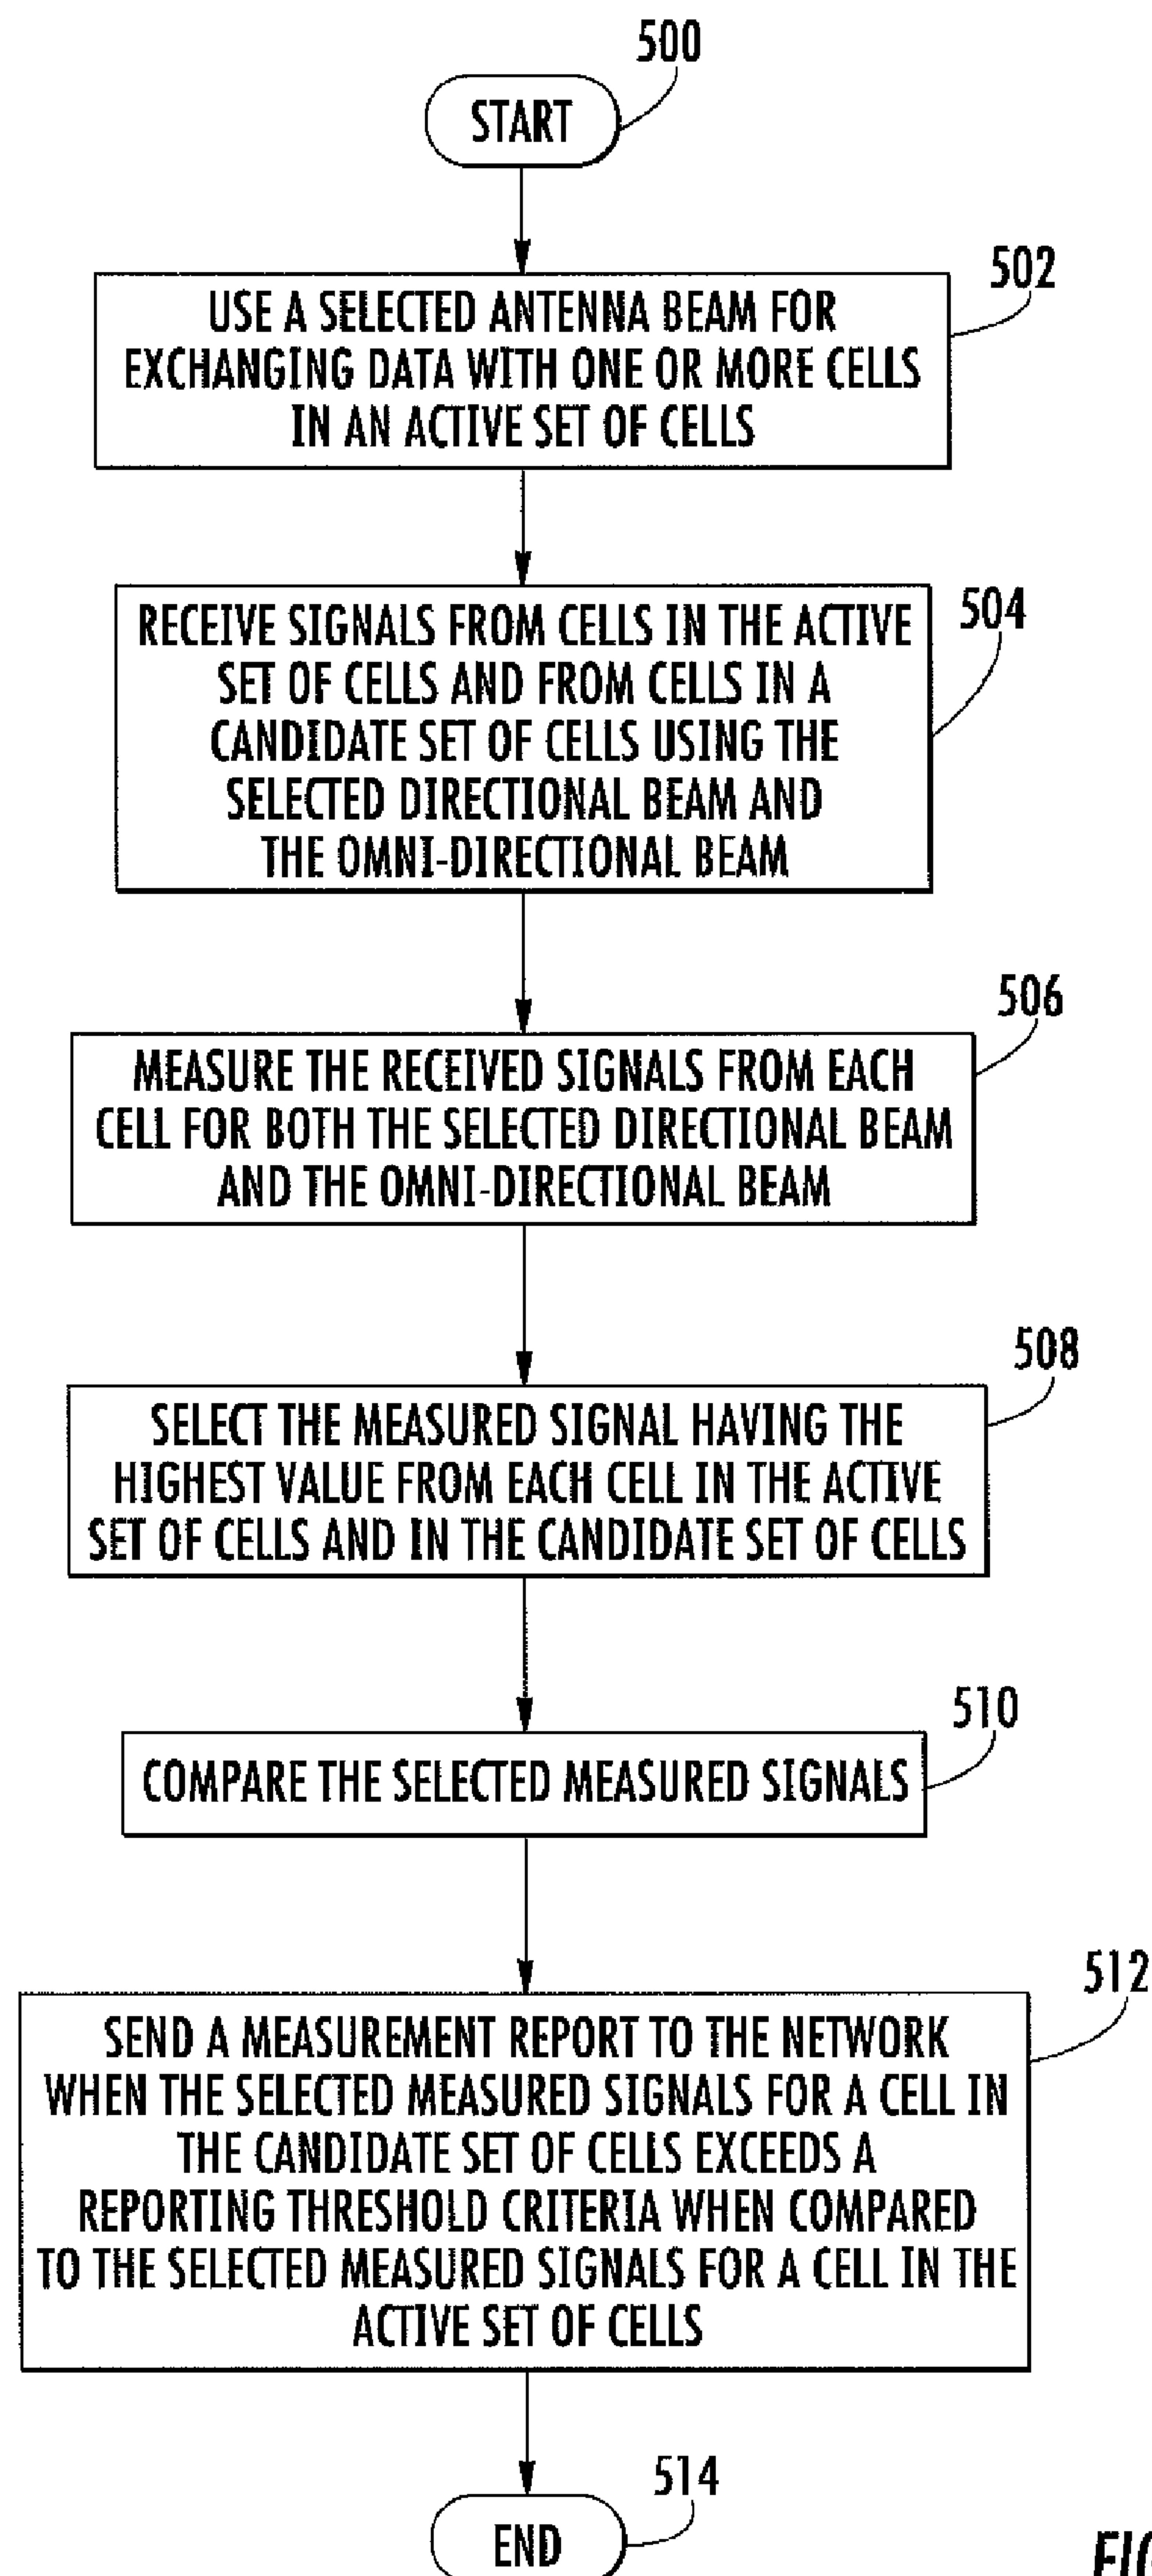 500
START
502
USE A SELECTED ANTENNA BEAM FOR
EXCHANGING DATA WITH ONE OR MORE CELLS
IN AN ACTIVE SET OF CELLS
504
RECEIVE SIGNALS FROM CELLS IN THE ACTIVE
SET OF CELLS AND FROM CELLS IN A
CANDIDATE SET OF CELLS USING THE
SELECTED DIRECTIONAL BEAM AND
THE OMNI-DIRECTIONAL BEAM
506
MEASURE THE RECEIVED SIGNALS FROM EACH
CELL FOR BOTH THE SELECTED DIRECTIONAL BEAM
AND THE OMNI-DIRECTIONAL BEAM
508
SELECT THE MEASURED SIGNAL HAVING THE
HIGHEST VALUE FROM EACH CELL IN THE ACTIVE
SET OF CELLS AND IN THE CANDIDATE SET OF CELLS
510
COMPARE THE SELECTED MEASURED SIGNALS
512
SEND A MEASUREMENT REPORT TO THE NETWORK
WHEN THE SELECTED MEASURED SIGNALS FOR A CELL IN
THE CANDIDATE SET OF CELLS EXCEEDS A
REPORTING THRESHOLD CRITERIA WHEN COMPARED
TO THE SELECTED MEASURED SIGNALS FOR A CELL IN THE
ACTIVE SET OF CELLS
514
END